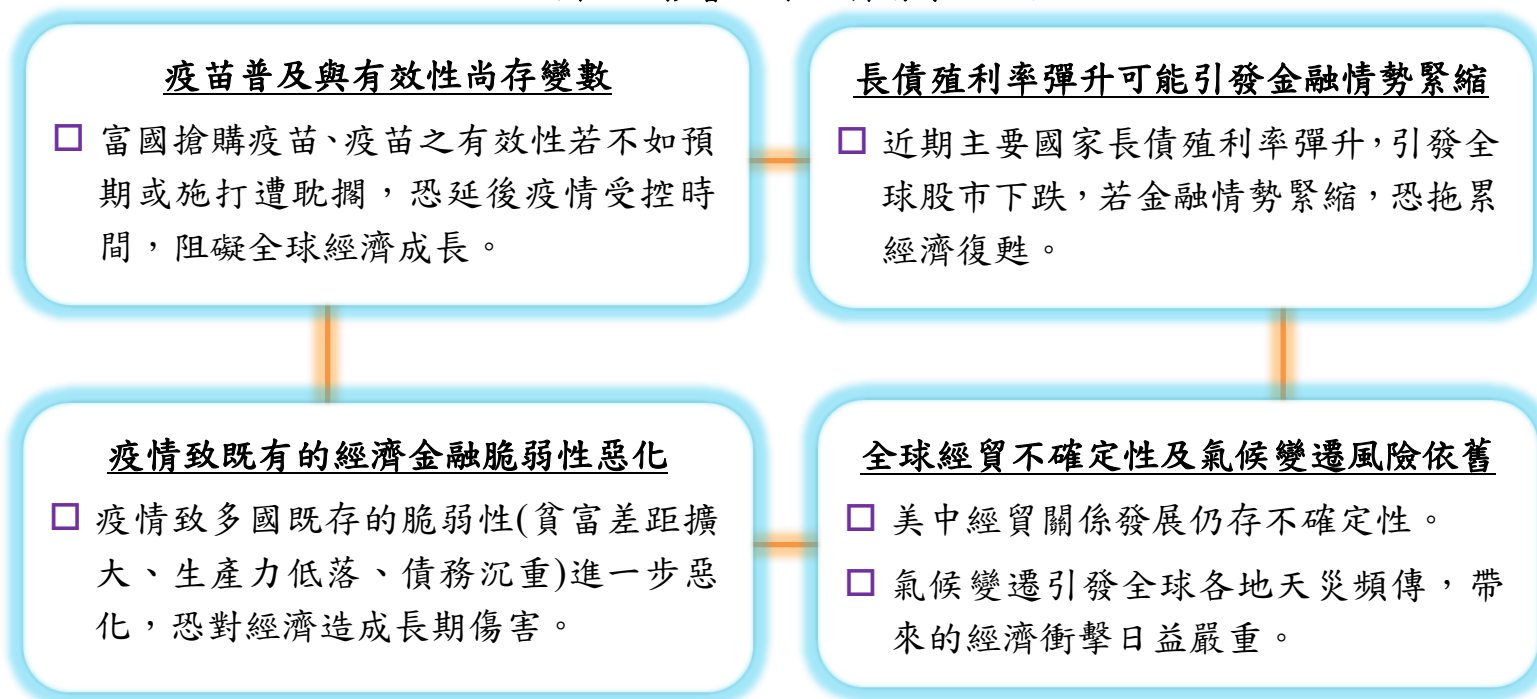 疫苗普及與有效性尚存變數
□ 富國搶購疫苗、疫苗之有效性若不如預
期或施打遭耽擱,恐延後疫情受控時
間,阻礙全球經濟成長。
長債殖利率彈升可能引發金融情勢緊縮
□ 近期主要國家長債殖利率彈升,引發全
球股市下跌,若金融情勢緊縮,恐拖累
經濟復甦。
疫情致既有的經濟金融脆弱性惡化
□ 疫情致多國既存的脆弱性(貧富差距擴
大、生產力低落、債務沉重)進一步惡
化,恐對經濟造成長期傷害。
全球經貿不確定性及氣候變遷風險依舊
□ 美中經貿關係發展仍存不確定性。
□ 氣候變遷引發全球各地天災頻傳,帶
來的經濟衝擊日益嚴重。